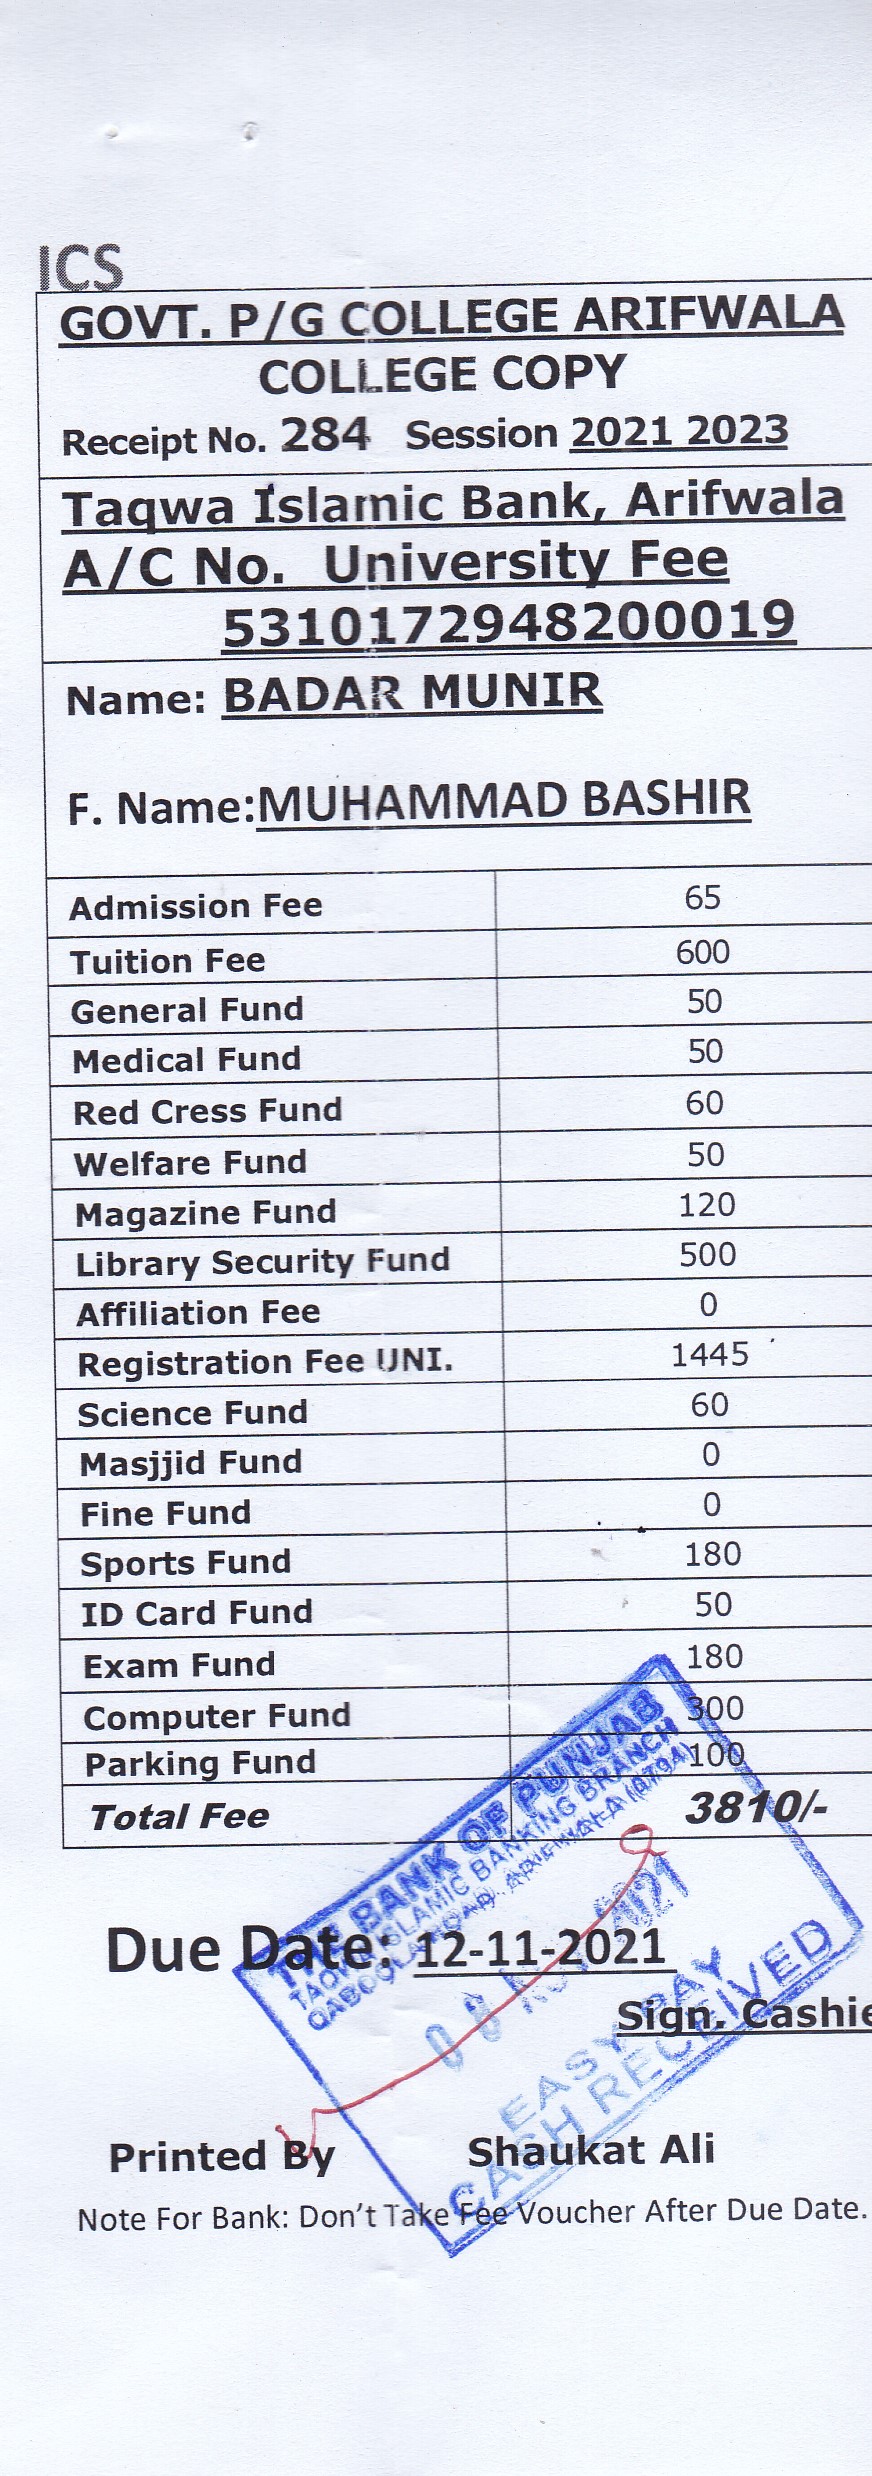 ICS
GOVT. P/G COLLEGE ARIFWALA
COLLEGE COPY
Receipt No. 284 Session 2021 2023
Taqwa Islamic Bank, Arifwala
A/C No. University Fee
5310172948200019
Name: BADAR MUNIR
F. Name:MUHAMMAD BASHIR
Admission Fee 65
Tuition Fee 600
General Fund 50
Medical Fund 50
Red Cress Fund 60
Welfare Fund 50
Magazine Fund 120
Library Security Fund 500
Affiliation Fee 0
Registration Fee UNI. 1445
Science Fund 60
Masjjid Fund 0
Fine Fund 0
Sports Fund 180
ID Card Fund 50
Exam Fund 180
Computer Fund 300
Parking Fund 100
Total Fee 3810/-
THE BANK OF PUNJAB
TAQWA ISLAMIC BANKING BRANCH
QABOOLA ROAD, ARIFWALA (0794)
08 NOV 2021
EASY PAY
CASH RECEIVED
Due Date: 12-11-2021
Sign. Cashie
Printed By Shaukat Ali
Note For Bank: Don't Take Fee Voucher After Due Date.